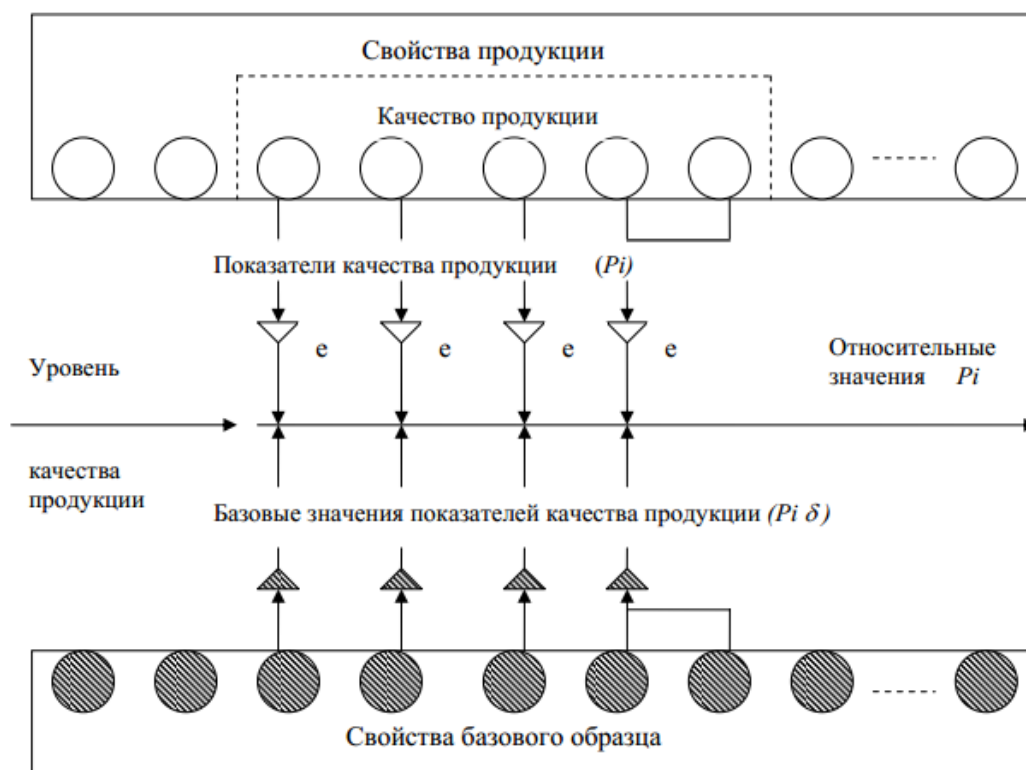 Свойства продукции
Качество продукции
Показатели качества продукции (Pi)
e e e e
Уровень
Относительные
значения Pi
качества
продукции
Базовые значения показателей качества продукции (Pi δ)
Свойства базового образца